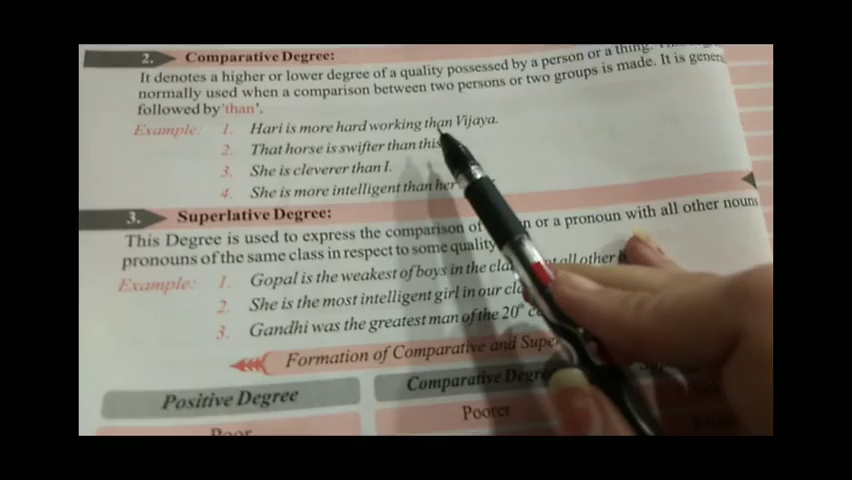 2. Comparative Degree:
It denotes a higher or lower degree of a quality possessed by a person or a thing.
normally used when a comparison between two persons or two groups is made. It is gener
followed by 'than'.
Example: 1. Hari is more hard working than Vijaya.
2. That horse is swifter than this
3. She is cleverer than I.
4. She is more intelligent than her
3. Superlative Degree:
This Degree is used to express the comparison of n or a pronoun with all other nouns
pronouns of the same class in respect to some quality
Example: 1. Gopal is the weakest of boys in the cla all other
2. She is the most intelligent girl in our cla
3. Gandhi was the greatest man of the 20th ce
Formation of Comparative and Supe
Positive Degree Comparative Degree
Poor Poorer